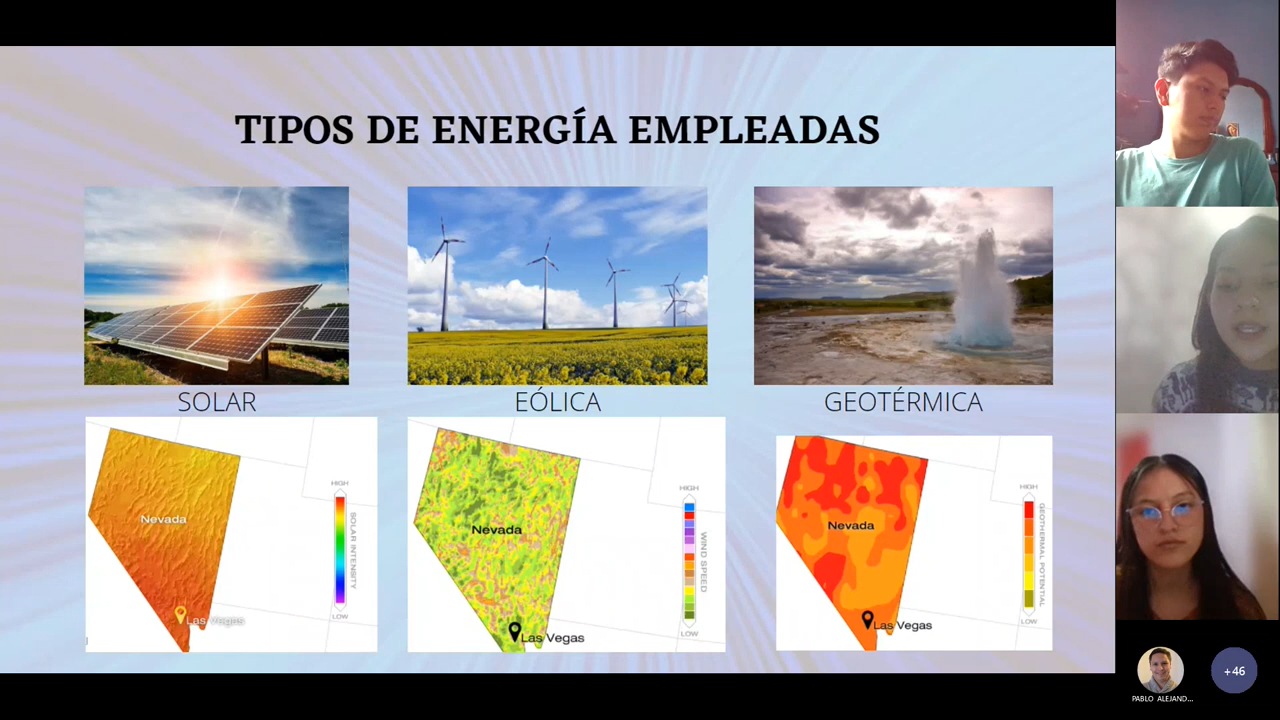 TIPOS DE ENERGÍA EMPLEADAS
SOLAR
EÓLICA
GEOTÉRMICA
Nevada
Las Vegas
HIGH
SOLAR INTENSITY
LOW
Nevada
Las Vegas
HIGH
WIND SPEED
LOW
Nevada
Las Vegas
HIGH
GEOTHERMAL POTENTIAL
LOW
PABLO ALEJAND...
+46